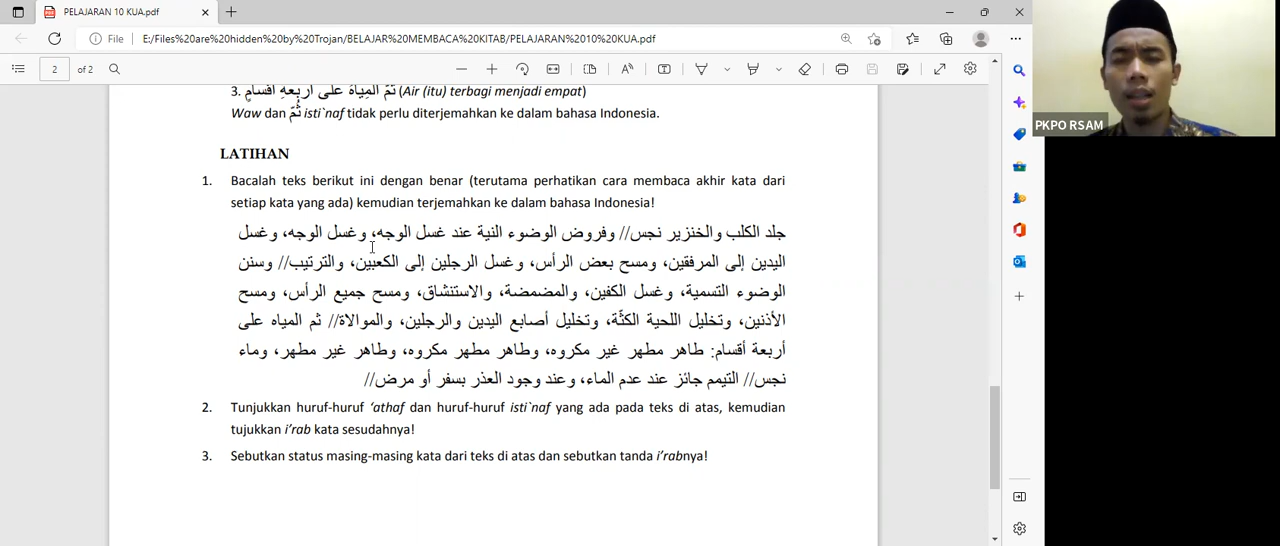 PELAJARAN 10 KUA.pdf
File
E:/Files%20are%20hidden%20by%20Trojan/BELAJAR%20MEMBACA%20KITAB/PELAJARAN%2010%20KUA.pdf
2 of 2
3. ثُمَّ الْمِيَاهُ عَلَى أَرْبَعَةِ أَقْسَامٍ (Air (itu) terbagi menjadi empat)
Waw dan ثُمَّ isti`naf tidak perlu diterjemahkan ke dalam bahasa Indonesia.
PKPO RSAM
LATIHAN
1. Bacalah teks berikut ini dengan benar (terutama perhatikan cara membaca akhir kata dari
setiap kata yang ada) kemudian terjemahkan ke dalam bahasa Indonesia!
جلد الكلب والخنزير نجس// وفروض الوضوء النية عند غسل الوجه، وغسل الوجه، وغسل
اليدين إلى المرفقين، ومسح بعض الرأس، وغسل الرجلين إلى الكعبين، والترتيب// وسنن
الوضوء التسمية، وغسل الكفين، والمضمضة، والاستنشاق، ومسح جميع الرأس، ومسح
الأذنين، وتخليل اللحية الكثَّة، وتخليل أصابع اليدين والرجلين، والموالاة// ثم المياه على
أربعة أقسام: طاهر مطهر غير مكروه، وطاهر مطهر مكروه، وطاهر غير مطهر، وماء
نجس// التيمم جائز عند عدم الماء، وعند وجود العذر بسفر أو مرض//
2. Tunjukkan huruf-huruf ‘athaf dan huruf-huruf isti`naf yang ada pada teks di atas, kemudian
tujukkan i’rab kata sesudahnya!
3. Sebutkan status masing-masing kata dari teks di atas dan sebutkan tanda i’rabnya!